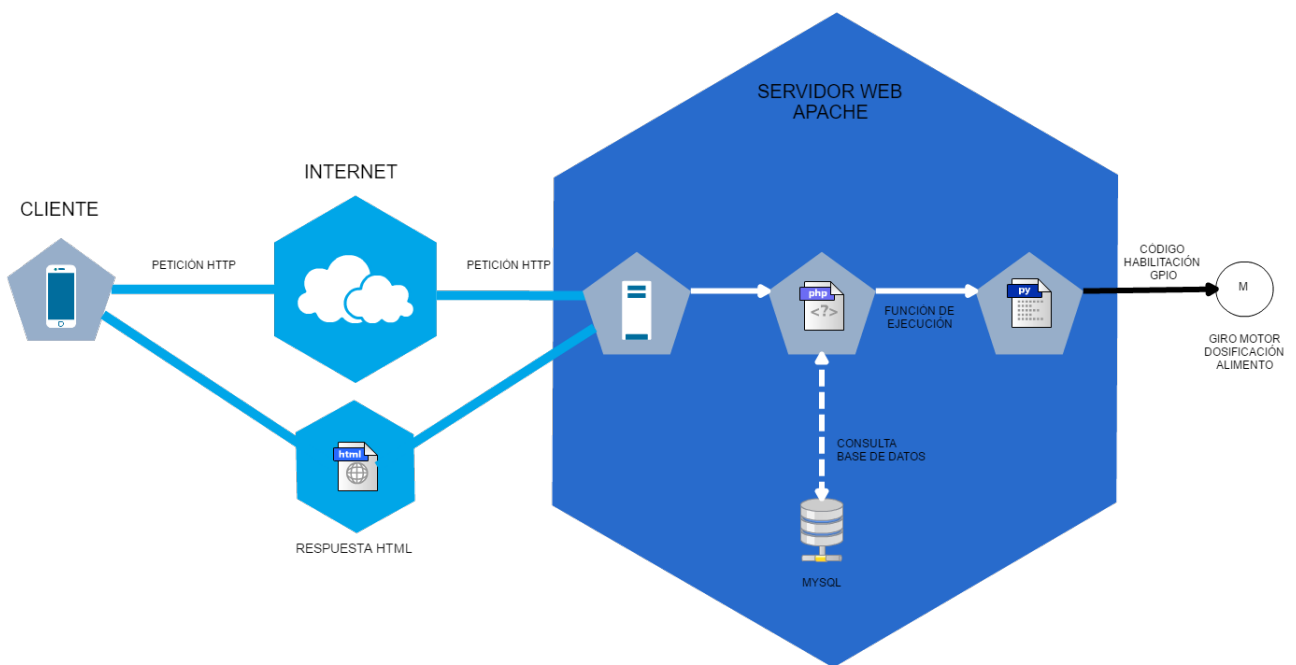 SERVIDOR WEB
APACHE
INTERNET
CLIENTE
PETICIÓN HTTP
PETICIÓN HTTP
CÓDIGO
HABILITACIÓN
GPIO
php
<?>
py
M
FUNCIÓN DE
EJECUCIÓN
GIRO MOTOR
DOSIFICACIÓN
ALIMENTO
html
CONSULTA
BASE DE DATOS
RESPUESTA HTML
MYSQL